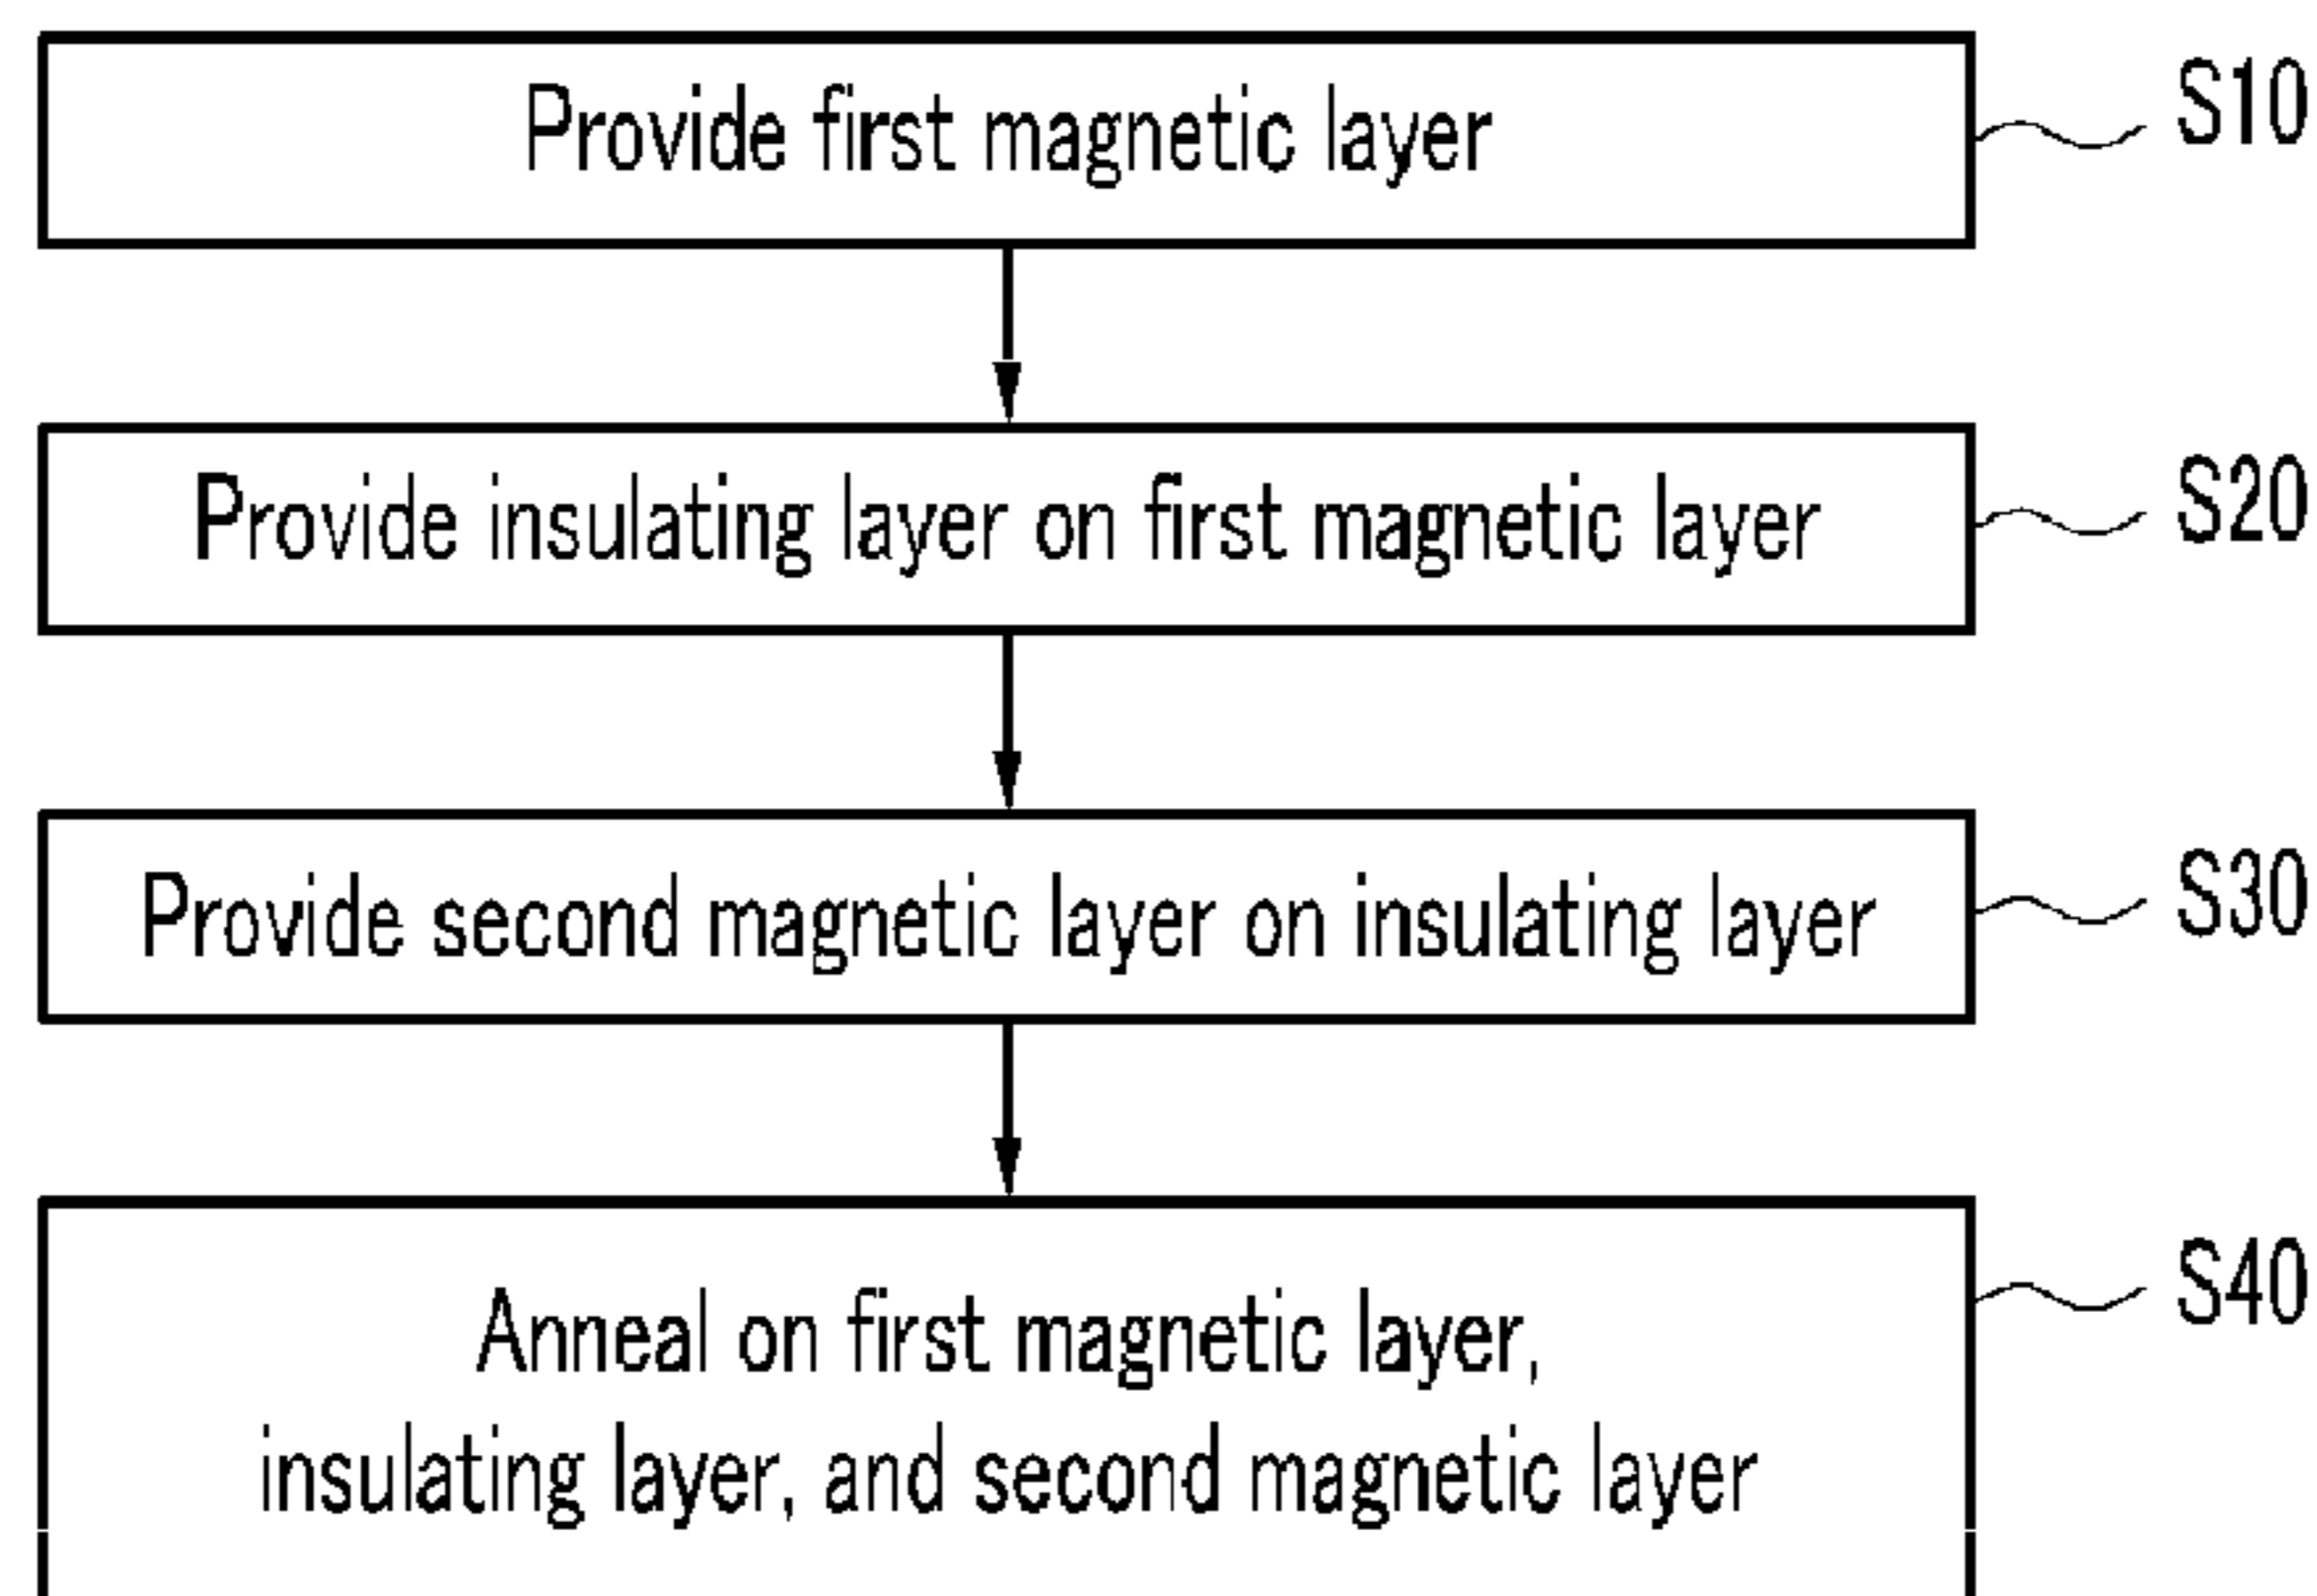 Provide first magnetic layer
S10
Provide insulating layer on first magnetic layer
S20
Provide second magnetic layer on insulating layer
S30
Anneal on first magnetic layer,
insulating layer, and second magnetic layer
S40